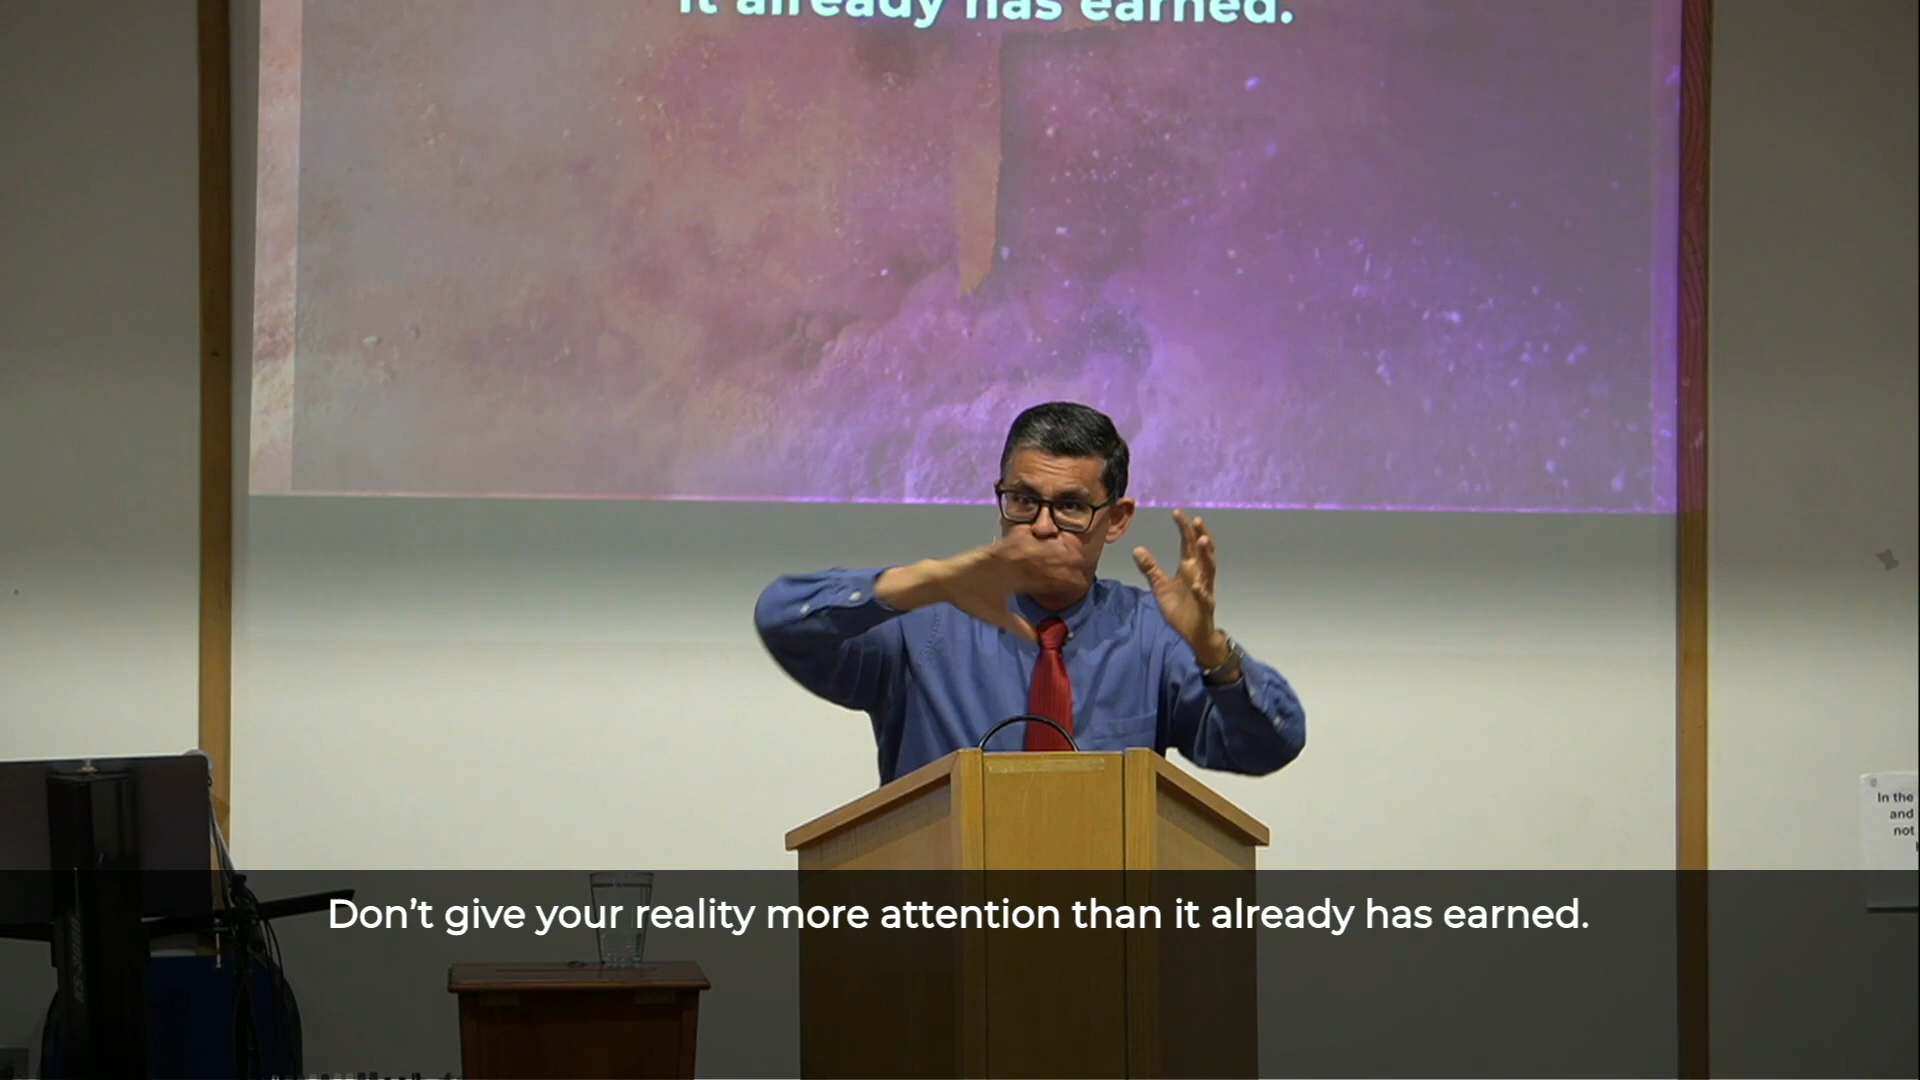 it already has earned.
In the
and
not
Don't give your reality more attention than it already has earned.